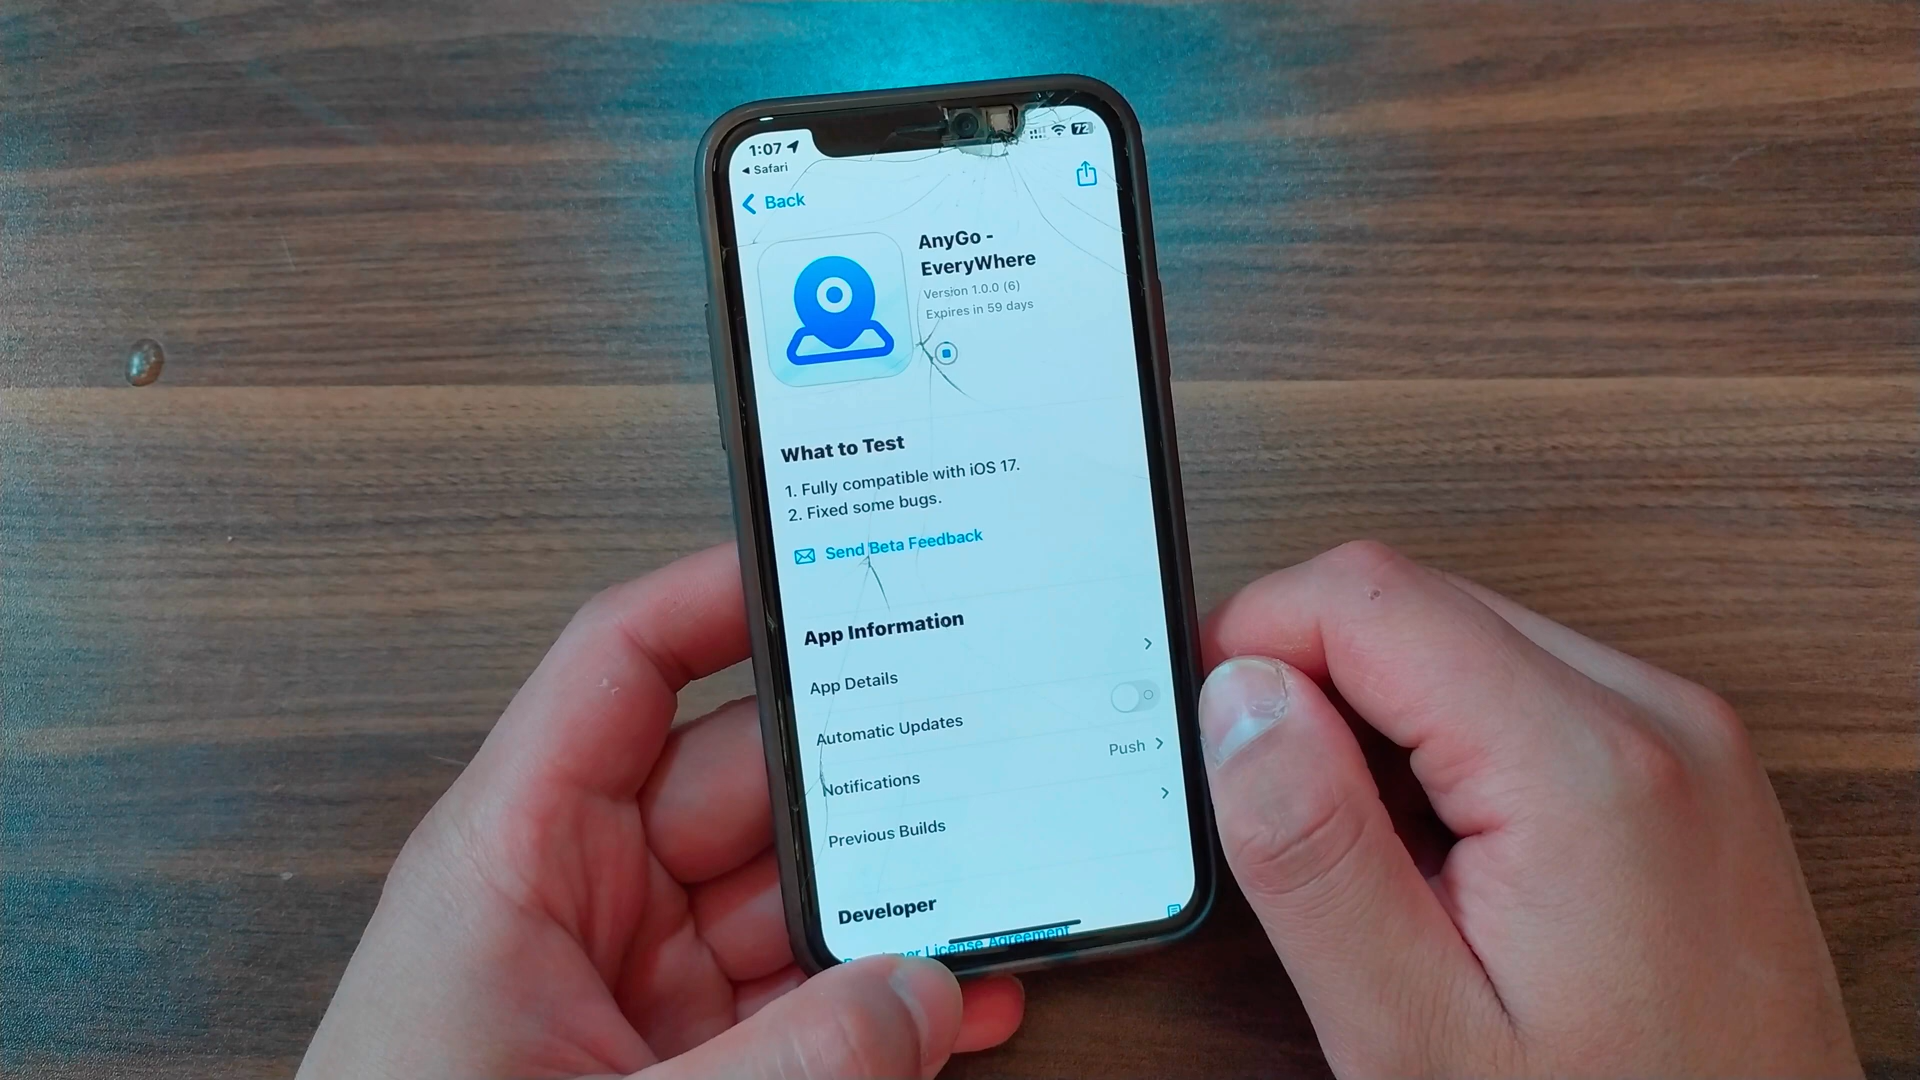 1:07
72
◂ Safari
Back
AnyGo -
EveryWhere
Version 1.0.0 (6)
Expires in 59 days
What to Test
1. Fully compatible with iOS 17.
2. Fixed some bugs.
Send Beta Feedback
App Information
App Details
Automatic Updates
Notifications
Push
Previous Builds
Developer
License Agreement